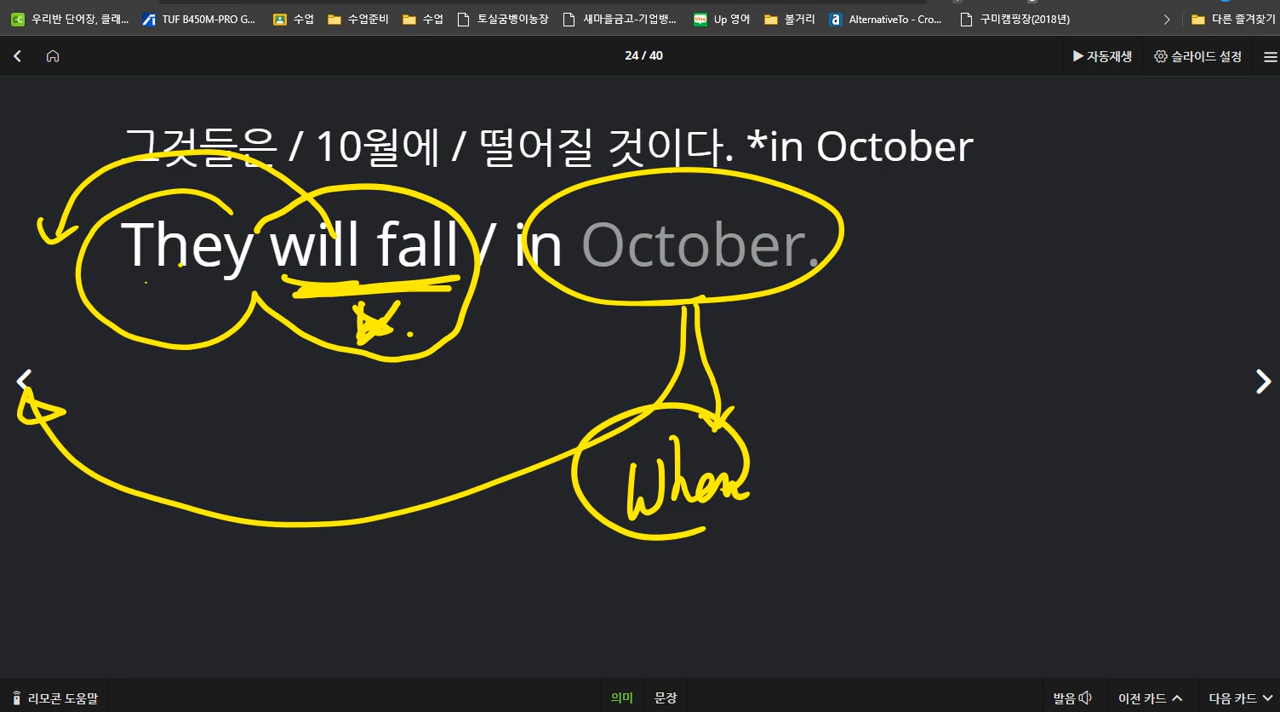 우리반 단어장, 클래... TUF B450M-PRO G... 수업 수업준비 수업 토실굼벵이농장 새마을금고-기업뱅... Up 영어 볼거리 AlternativeTo - Cro... 구미캠핑장(2018년) 다른 즐겨찾기
24 / 40 ▶자동재생 슬라이드 설정
그것들은 / 10월에 / 떨어질 것이다. *in October
They will fall / in October.
When
리모콘 도움말 의미 문장 발음 이전 카드 다음 카드